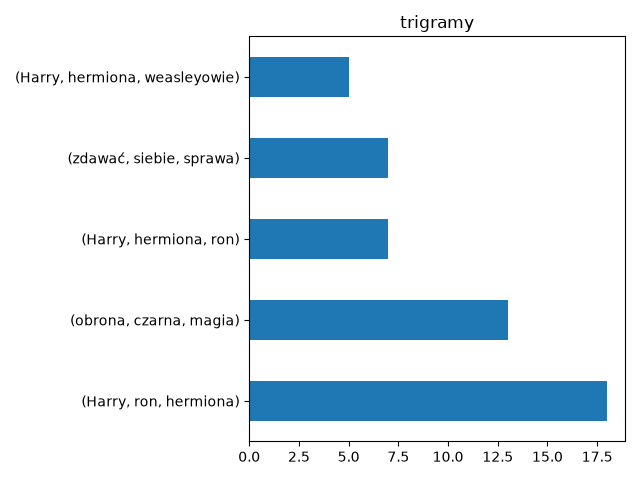 trigramy
(Harry, hermiona, weasleyowie)
(zdawać, siebie, sprawa)
(Harry, hermiona, ron)
(obrona, czarna, magia)
(Harry, ron, hermiona)
0.0 2.5 5.0 7.5 10.0 12.5 15.0 17.5